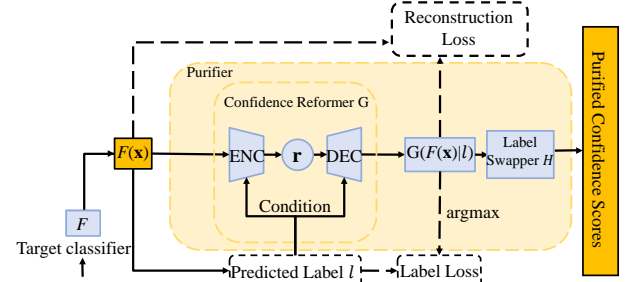 Reconstruction
Loss
Purifier
Confidence Reformer G
F(x)
ENC
r
DEC
G(F(x)|l)
Label
Swapper H
Purified Confidence
Scores
Condition
argmax
F
Target classifier
Predicted Label l
Label Loss